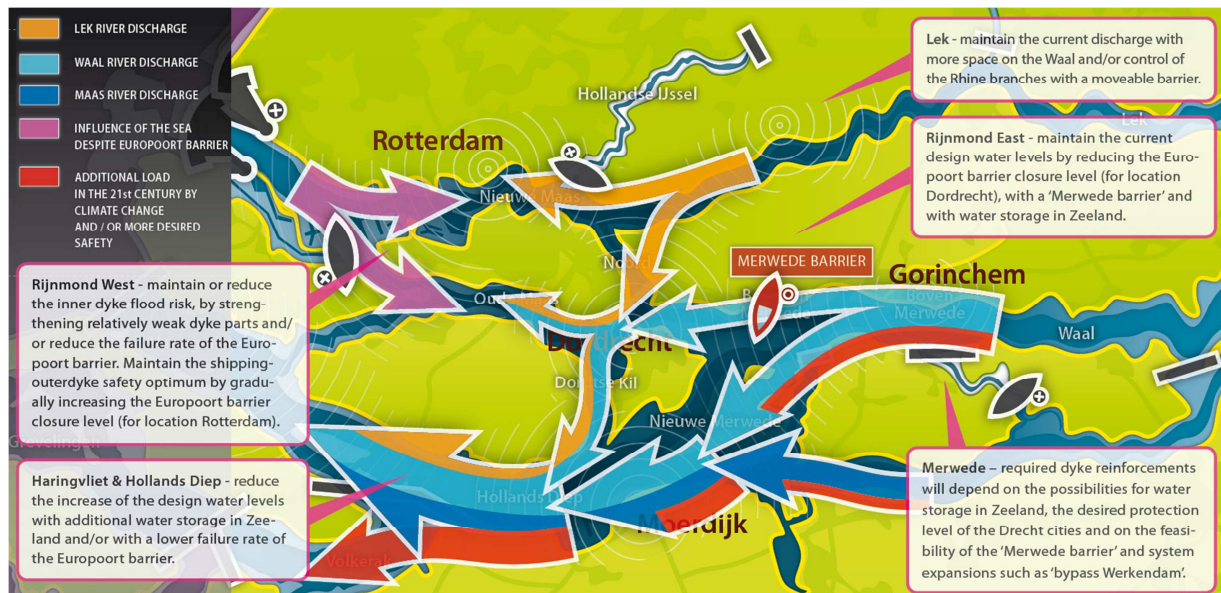 LEK RIVER DISCHARGE
WAAL RIVER DISCHARGE
MAAS RIVER DISCHARGE
INFLUENCE OF THE SEA
DESPITE EUROPOORT BARRIER
ADDITIONAL LOAD
IN THE 21st CENTURY BY
CLIMATE CHANGE
AND / OR MORE DESIRED
SAFETY
Rotterdam
Hollandse IJssel
Nieuwe Maas
Lek
Lek - maintain the current discharge with
more space on the Waal and/or control of
the Rhine branches with a moveable barrier.
Rijnmond East - maintain the current
design water levels by reducing the Euro-
poort barrier closure level (for location
Dordrecht), with a 'Merwede barrier' and
with water storage in Zeeland.
MERWEDE BARRIER
Gorinchem
Boven
Merwede
Waal
Dordrecht
Dordtse Kil
Nieuwe Merwede
Rijnmond West - maintain or reduce
the inner dyke flood risk, by streng-
thening relatively weak dyke parts and/
or reduce the failure rate of the Euro-
poort barrier. Maintain the shipping-
outerdyke safety optimum by gradu-
ally increasing the Europoort barrier
closure level (for location Rotterdam).
Grevelingen
Haringvliet & Hollands Diep - reduce
the increase of the design water levels
with additional water storage in Zee-
land and/or with a lower failure rate of
the Europoort barrier.
Hollands Diep
Moerdijk
Volkerak
Merwede – required dyke reinforcements
will depend on the possibilities for water
storage in Zeeland, the desired protection
level of the Drecht cities and on the feasi-
bility of the 'Merwede barrier' and system
expansions such as 'bypass Werkendam'.